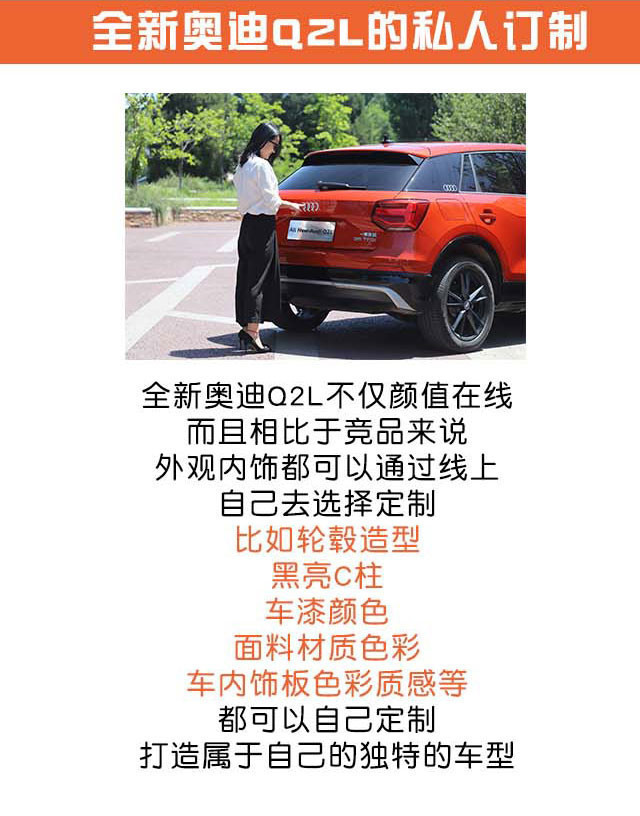 全新奥迪Q2L的私人订制
All New Audi Q2L
全新奥迪Q2L不仅颜值在线
而且相比于竞品来说
外观内饰都可以通过线上
自己去选择定制
比如轮毂造型
黑亮C柱
车漆颜色
面料材质色彩
车内饰板色彩质感等
都可以自己定制
打造属于自己的独特的车型